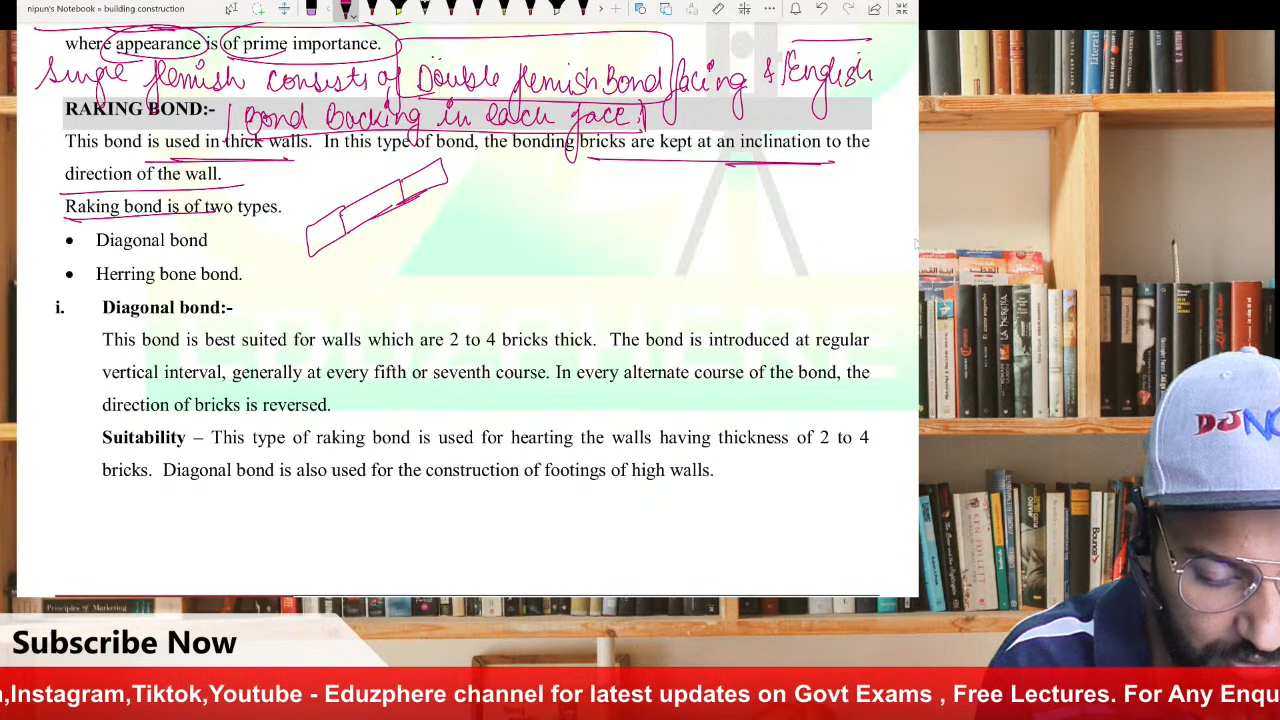 nipun's Notebook » building construction
where appearance is of prime importance.
Single flemish consists of Double flemish Bond facing & English
Bond Backing in each face.
RAKING BOND:-
This bond is used in thick walls. In this type of bond, the bonding bricks are kept at an inclination to the
direction of the wall.
Raking bond is of two types.
• Diagonal bond
• Herring bone bond.
i. Diagonal bond:-
This bond is best suited for walls which are 2 to 4 bricks thick. The bond is introduced at regular
vertical interval, generally at every fifth or seventh course. In every alternate course of the bond, the
direction of bricks is reversed.
Suitability – This type of raking bond is used for hearting the walls having thickness of 2 to 4
bricks. Diagonal bond is also used for the construction of footings of high walls.
Principles of Marketing
Bounce
Subscribe Now
,Instagram,Tiktok,Youtube - Eduzphere channel for latest updates on Govt Exams , Free Lectures. For Any